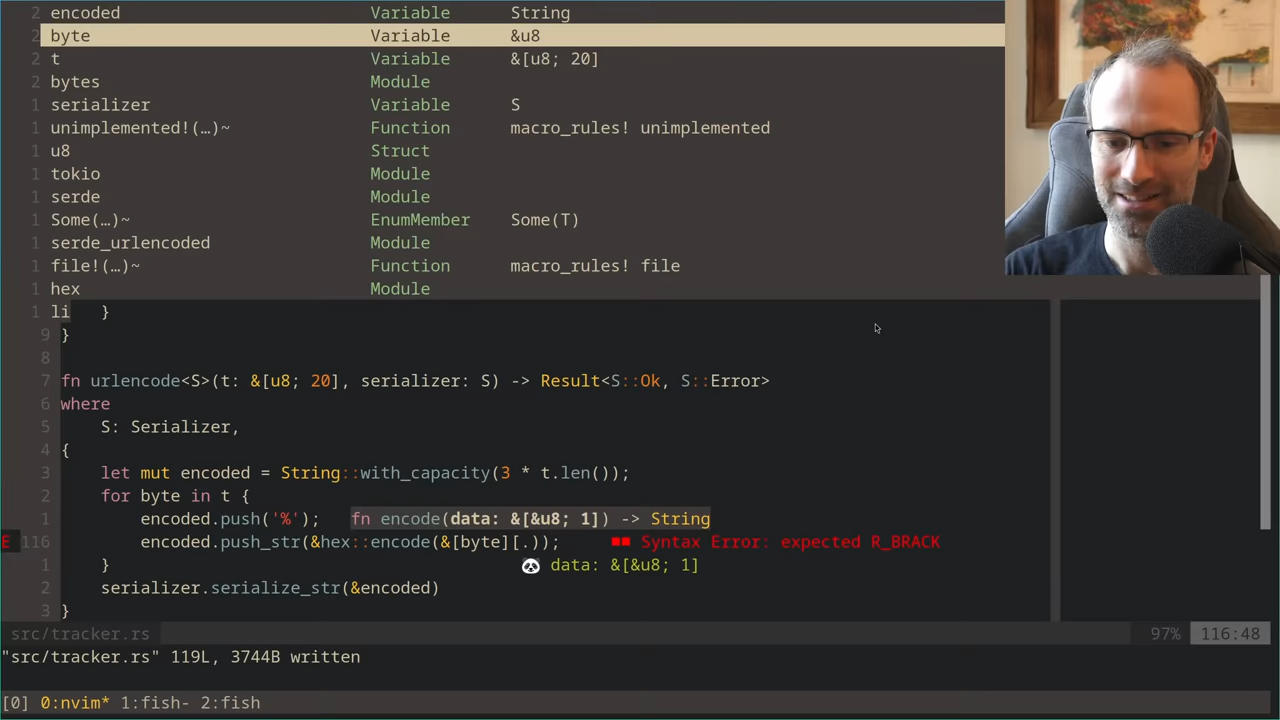 2 encoded Variable String
2 byte Variable &u8
2 t Variable &[u8; 20]
2 bytes Module
1 serializer Variable S
1 unimplemented!(…)~ Function macro_rules! unimplemented
1 u8 Struct
1 tokio Module
1 serde Module
1 Some(…)~ EnumMember Some(T)
1 serde_urlencoded Module
1 file!(…)~ Function macro_rules! file
1 hex Module
1 li }
9 }
8
7 fn urlencode<S>(t: &[u8; 20], serializer: S) -> Result<S::Ok, S::Error>
6 where
5 S: Serializer,
4 {
3 let mut encoded = String::with_capacity(3 * t.len());
2 for byte in t {
1 encoded.push('%'); fn encode(data: &[&u8; 1]) -> String
E 116 encoded.push_str(&hex::encode(&[byte][.)); ■■ Syntax Error: expected R_BRACK
1 } 🐼 data: &[&u8; 1]
2 serializer.serialize_str(&encoded)
3 }
src/tracker.rs 97% 116:48
"src/tracker.rs" 119L, 3744B written
[0] 0:nvim* 1:fish- 2:fish